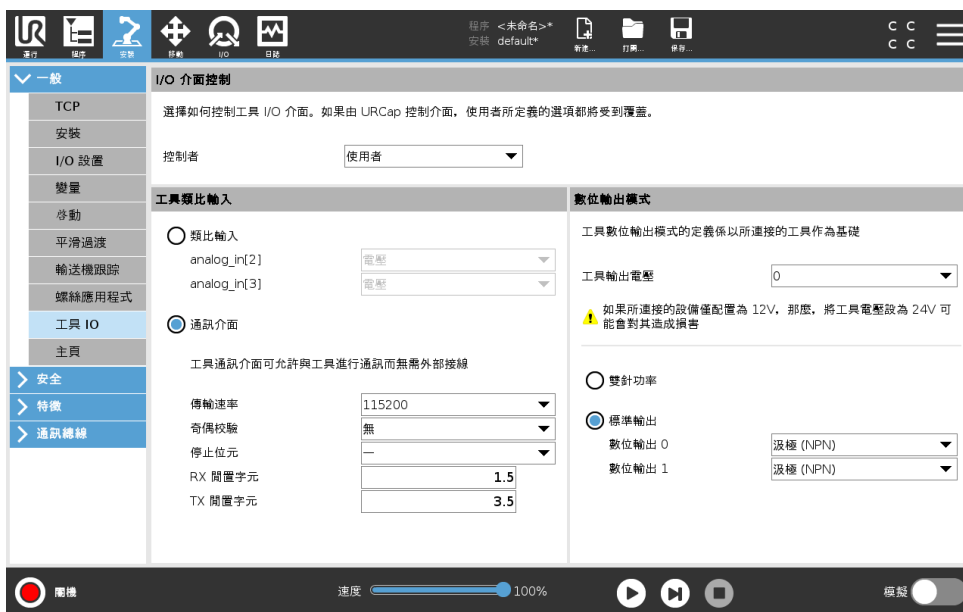 UR
運行
程序
安裝
移動
I/O
日誌
程序 <未命名>*
安裝 default*
新建...
打開...
保存...
C C
C C
一般
TCP
安裝
I/O 設置
變量
啓動
平滑過渡
輸送機跟踪
螺絲應用程式
工具 IO
主頁
安全
特徵
通訊總線
I/O 介面控制
選擇如何控制工具 I/O 介面。如果由 URCap 控制介面，使用者所定義的選項都將受到覆蓋。
控制者
使用者
工具類比輸入
類比輸入
analog_in[2]
電壓
analog_in[3]
電壓
通訊介面
工具通訊介面可允許與工具進行通訊而無需外部接線
傳輸速率
115200
奇偶校驗
無
停止位元
一
RX 閒置字元
1.5
TX 閒置字元
3.5
數位輸出模式
工具數位輸出模式的定義係以所連接的工具作為基礎
工具輸出電壓
0
如果所連接的設備僅配置為 12V，那麼，將工具電壓設為 24V 可
能會對其造成損害
雙針功率
標準輸出
數位輸出 0
汲極 (NPN)
數位輸出 1
汲極 (NPN)
關機
速度
100%
模擬